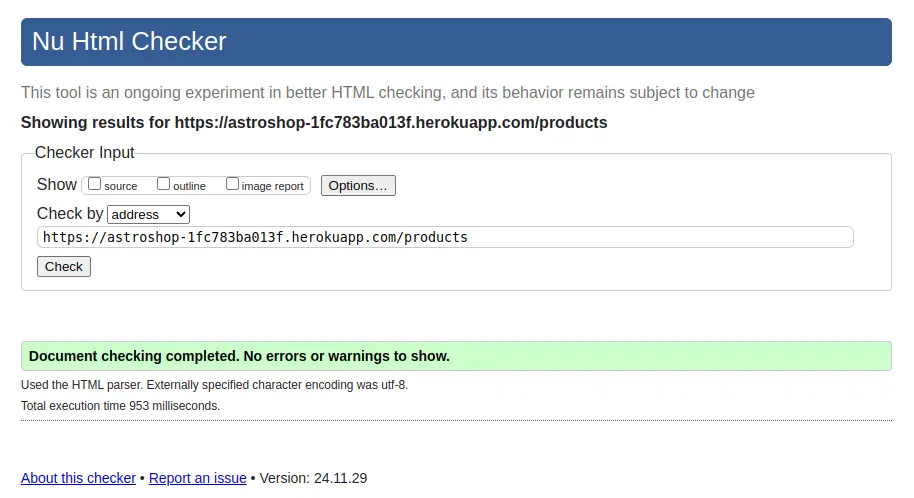 Nu Html Checker
This tool is an ongoing experiment in better HTML checking, and its behavior remains subject to change
Showing results for https://astroshop-1fc783ba013f.herokuapp.com/products
Checker Input
Show source outline image report Options...
Check by address
https://astroshop-1fc783ba013f.herokuapp.com/products
Check
Document checking completed. No errors or warnings to show.
Used the HTML parser. Externally specified character encoding was utf-8.
Total execution time 953 milliseconds.
About this checker • Report an issue • Version: 24.11.29